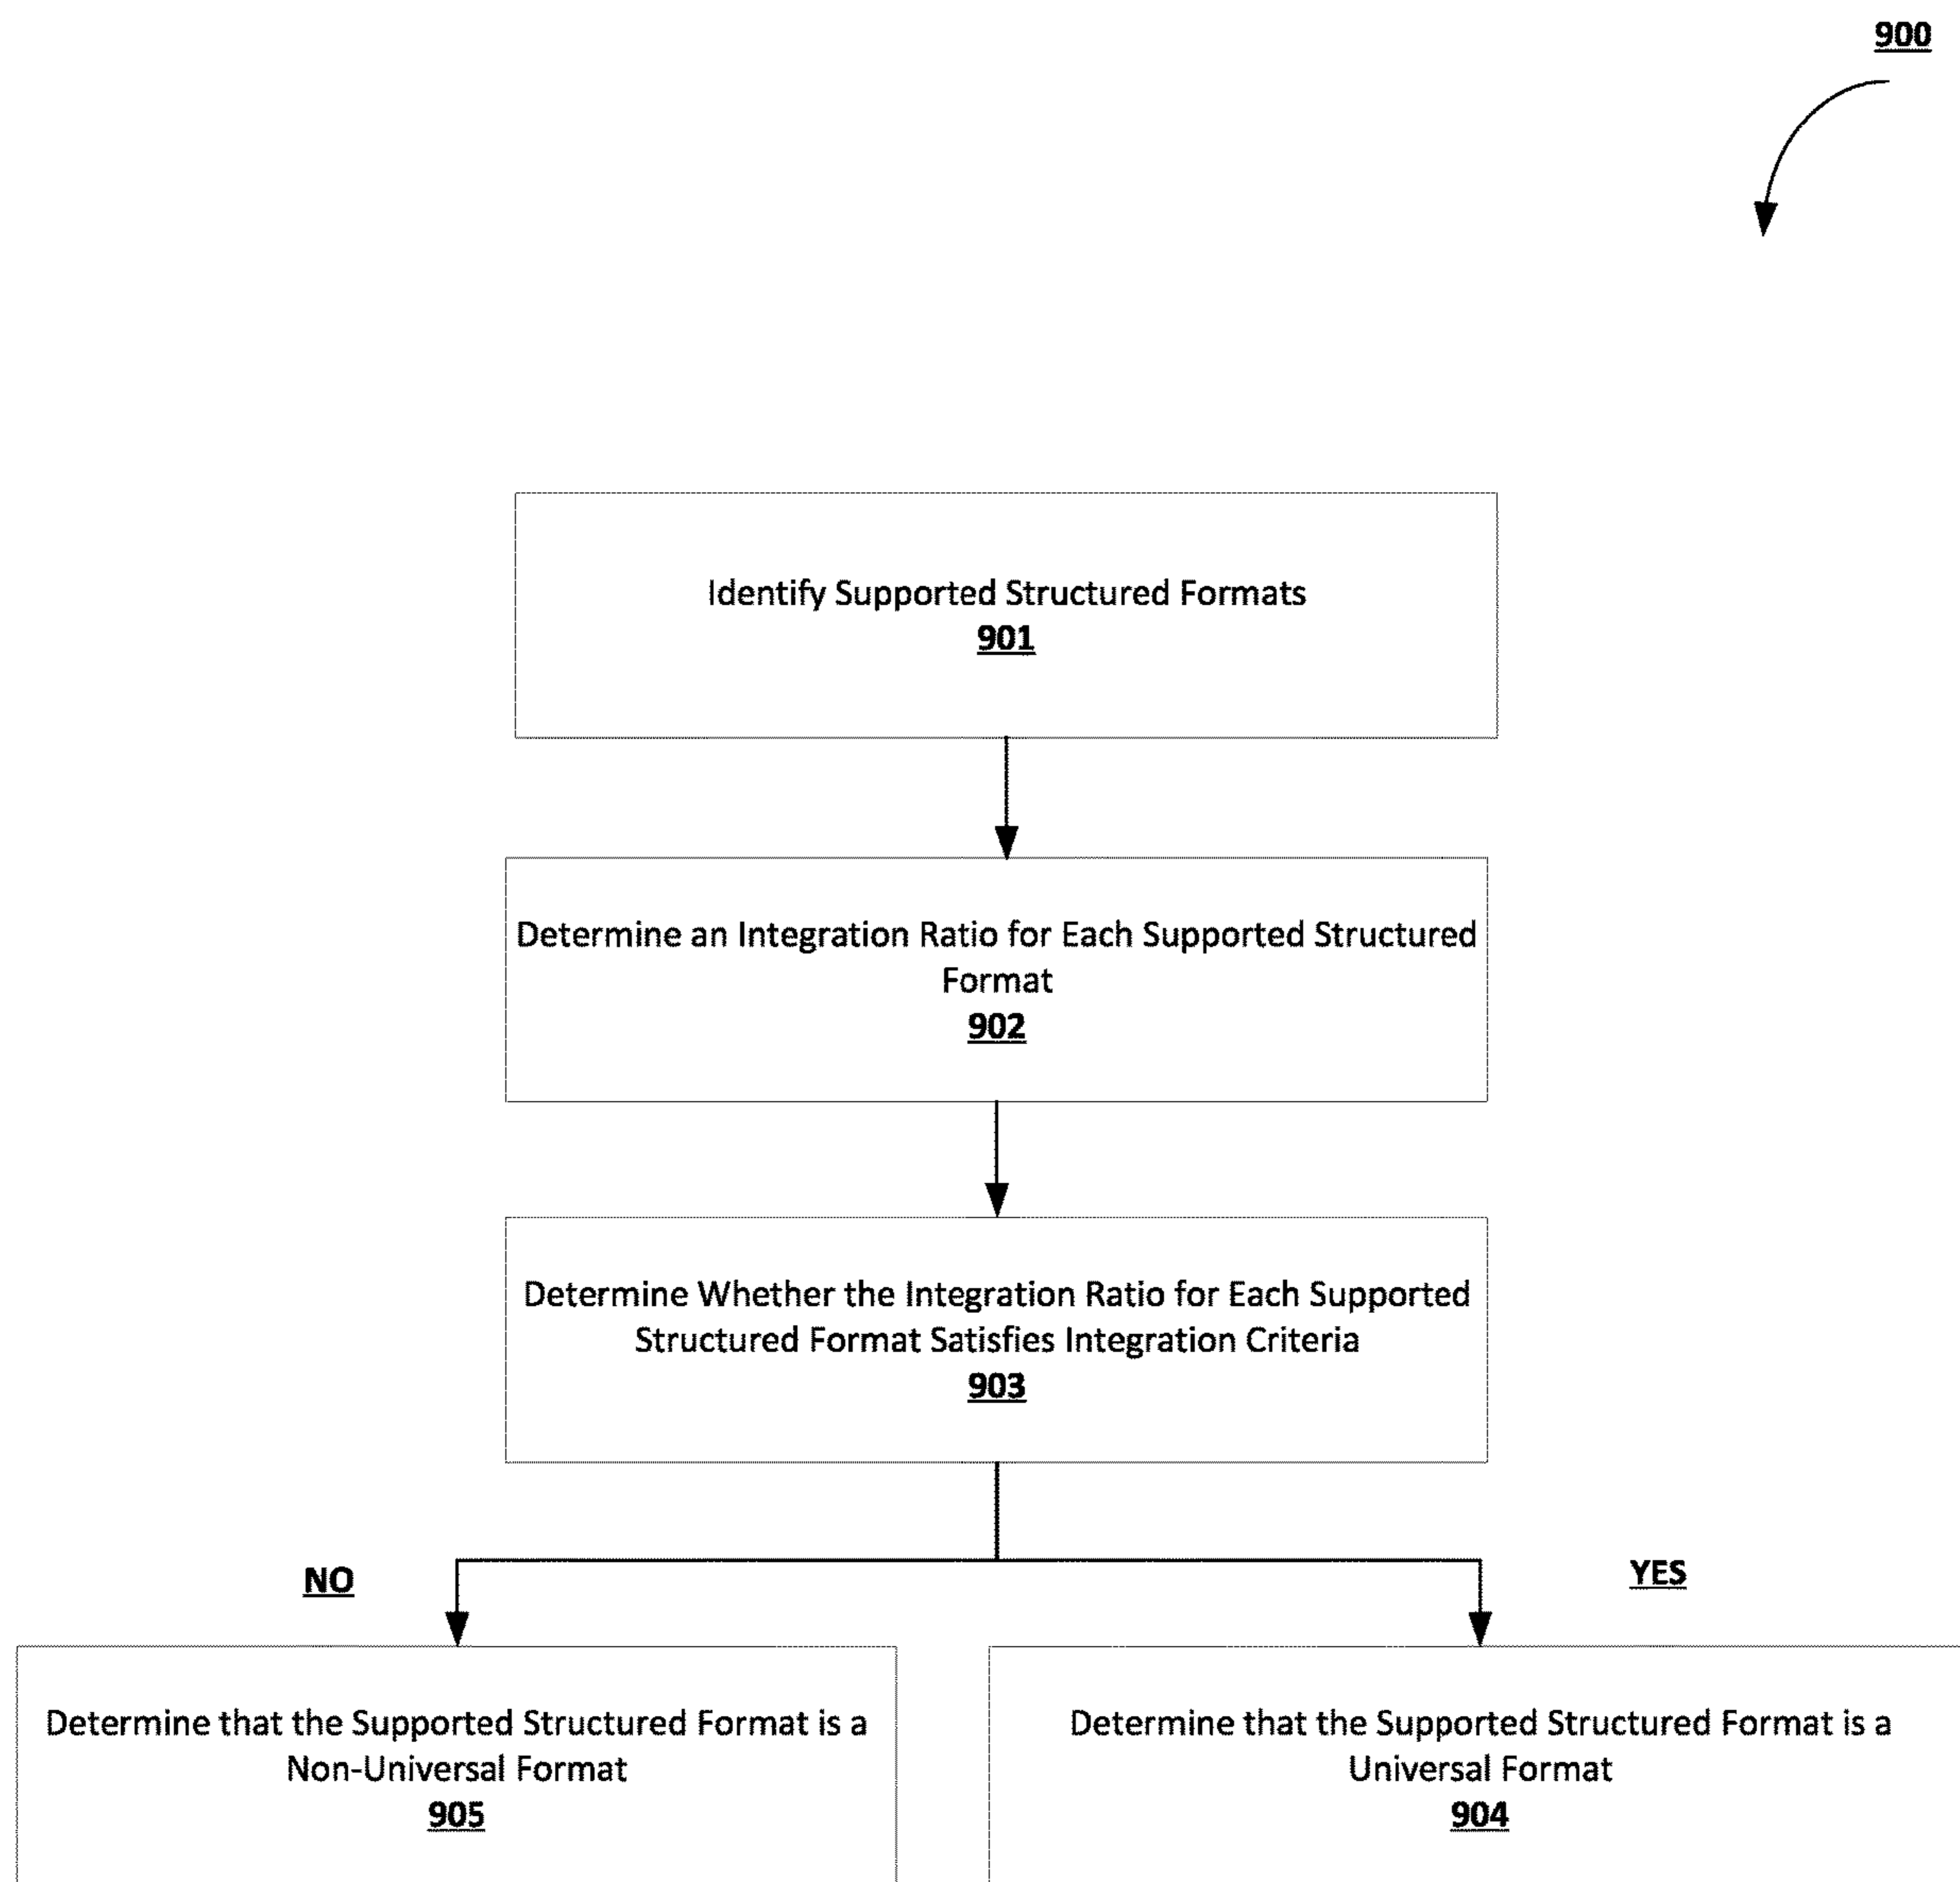 900
Identify Supported Structured Formats
901
Determine an Integration Ratio for Each Supported Structured
Format
902
Determine Whether the Integration Ratio for Each Supported
Structured Format Satisfies Integration Criteria
903
NO
YES
Determine that the Supported Structured Format is a
Non-Universal Format
905
Determine that the Supported Structured Format is a
Universal Format
904